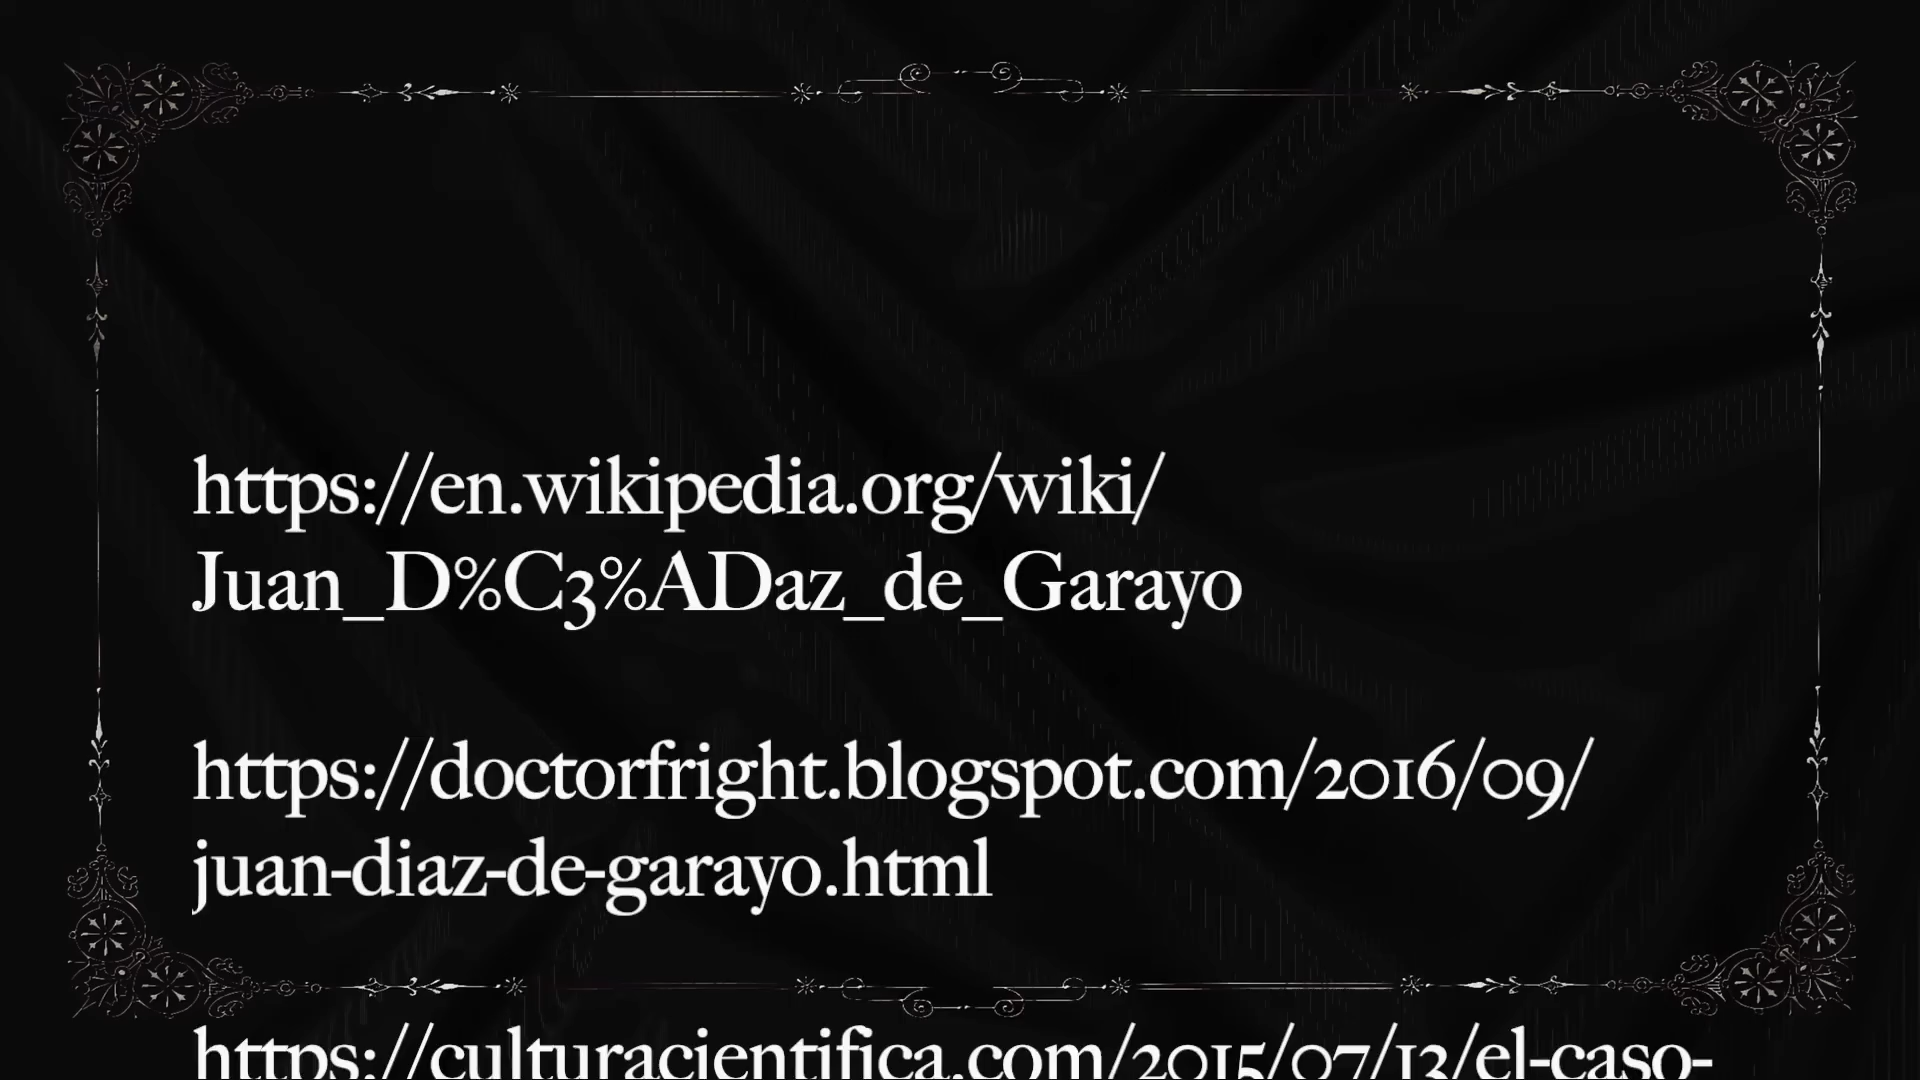 https://en.wikipedia.org/wiki/
Juan_D%C3%ADaz_de_Garayo
https://doctorfright.blogspot.com/2016/09/
juan-diaz-de-garayo.html
https://culturacientifica.com/2015/07/13/el-caso-